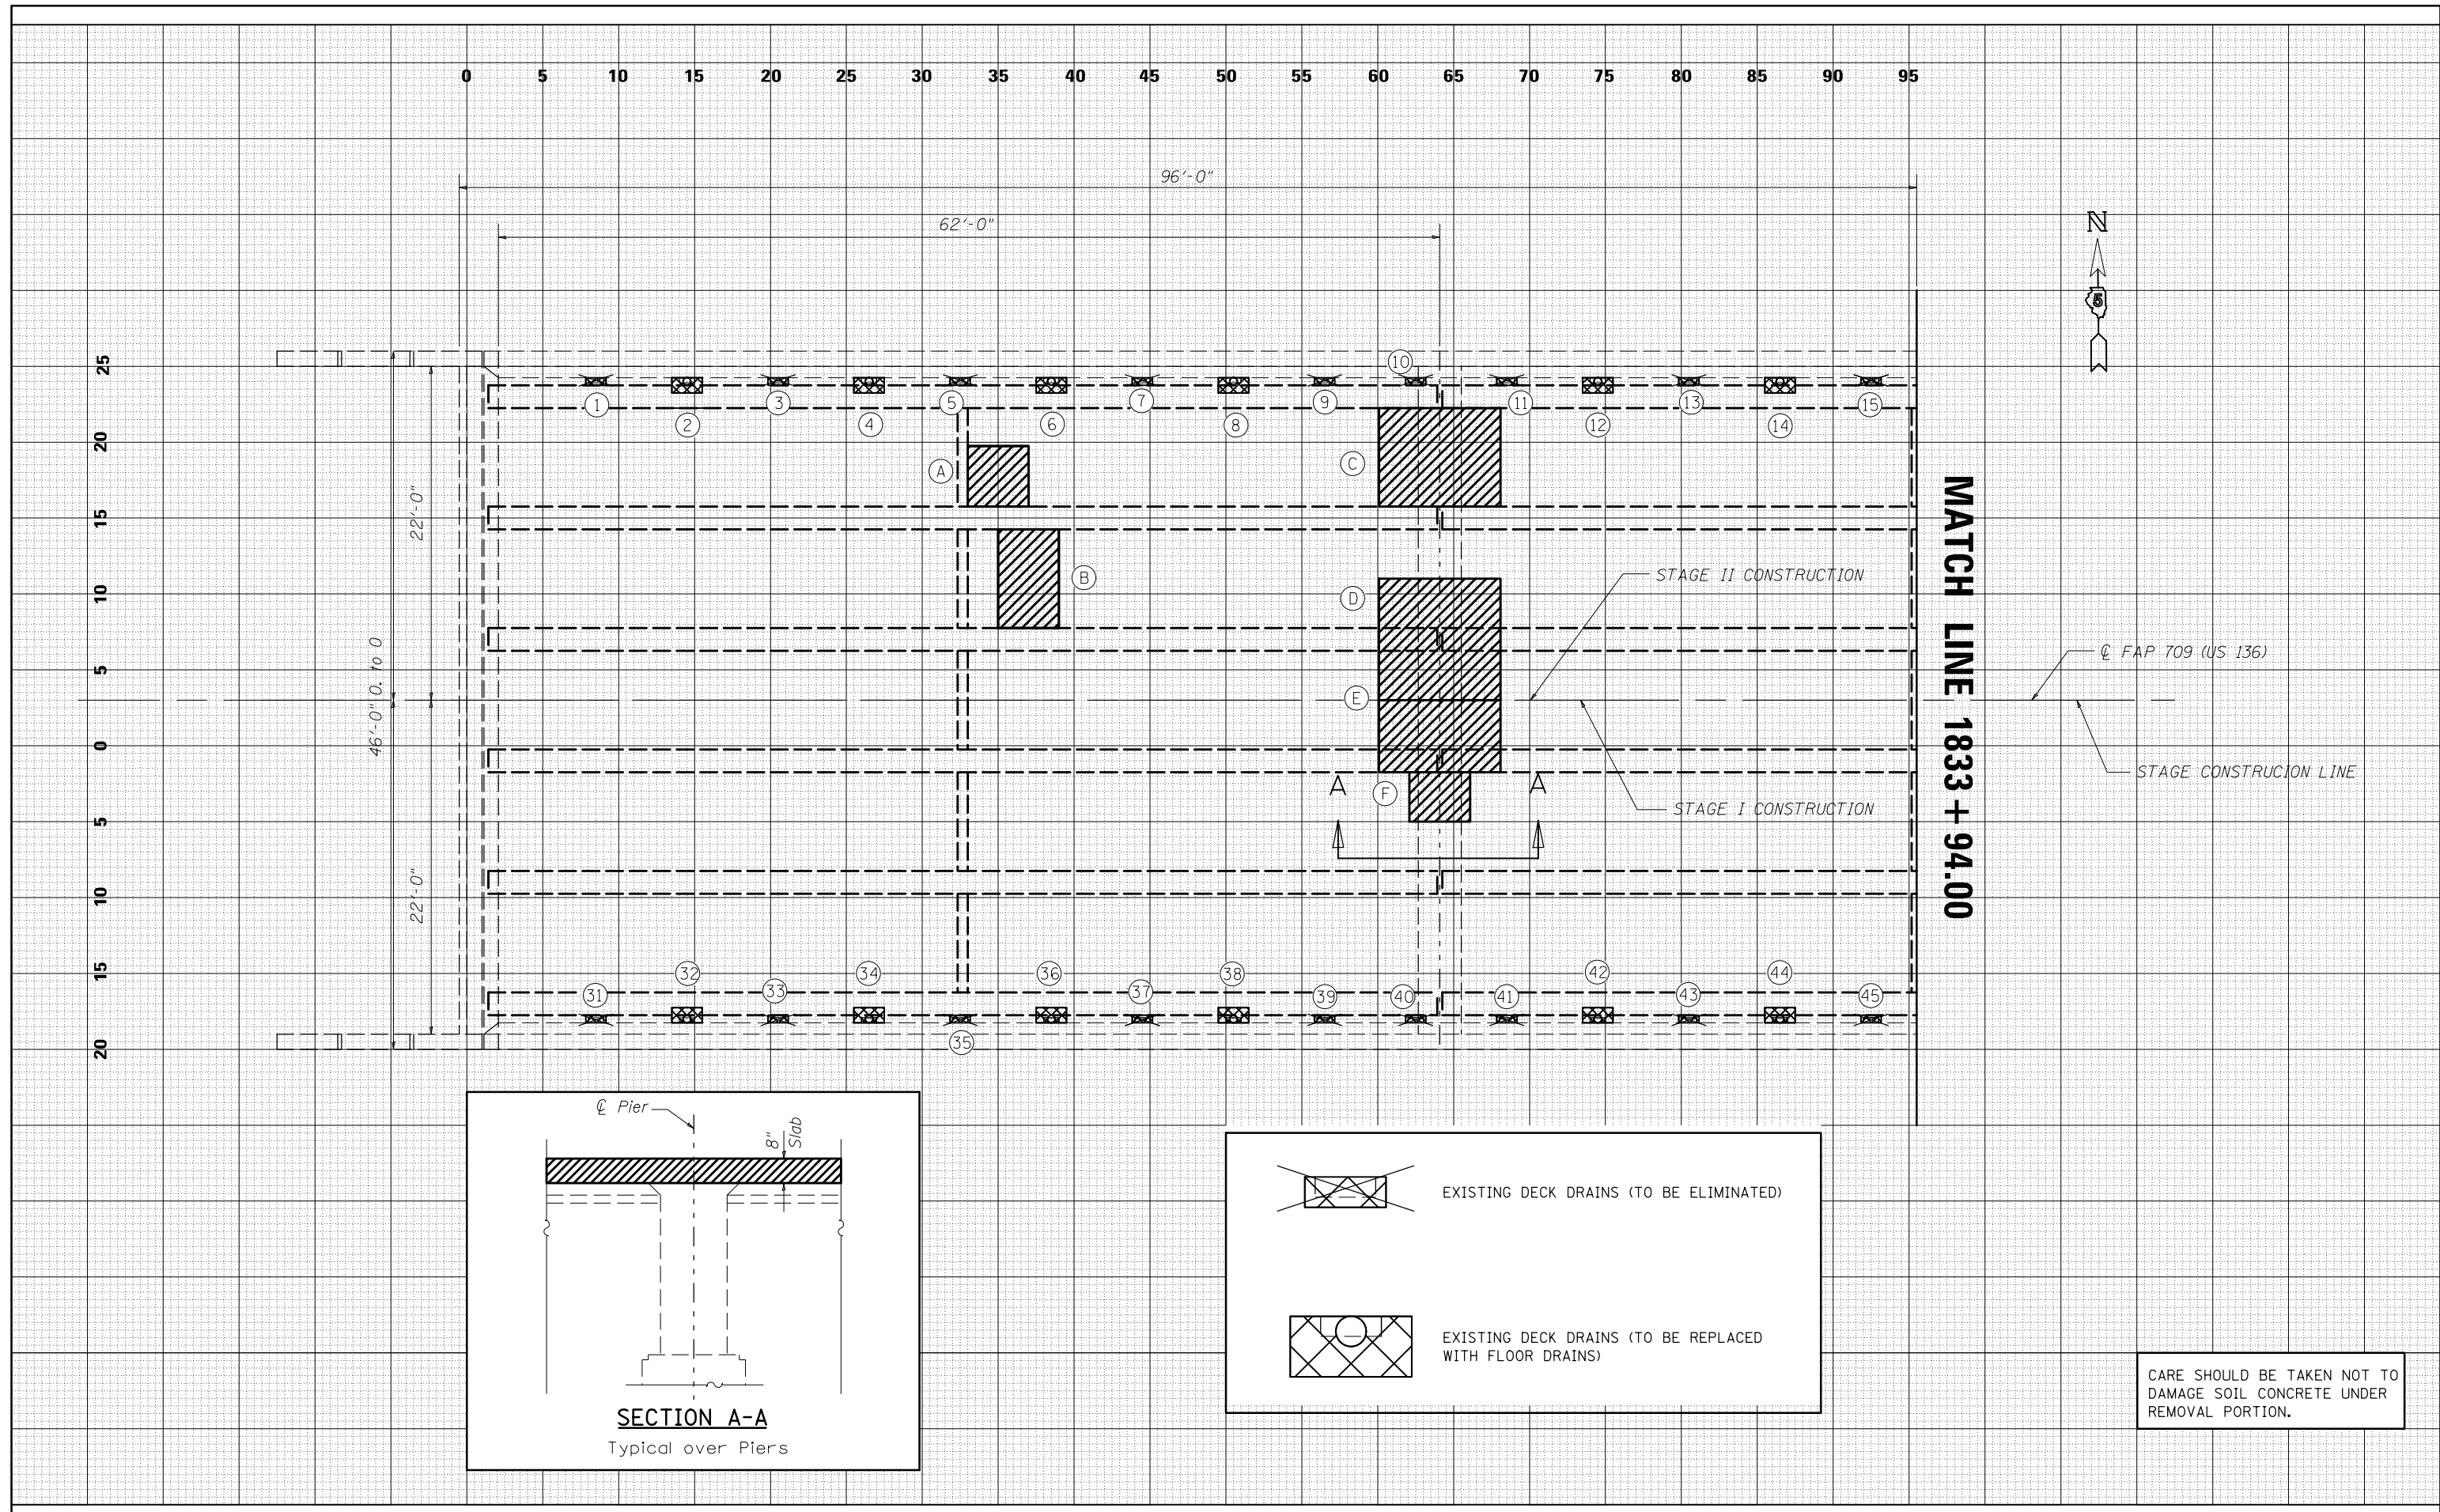 0 5 10 15 20 25 30 35 40 45 50 55 60 65 70 75 80 85 90 95
96'-0"
62'-0"
N
5
25
20
15
10
5
0
5
10
15
20
22'-0"
46'-0" O. to O
22'-0"
10
1 3 5 7 9 11 13 15
2 4 6 8 12 14
A
C
B
D
E
F
STAGE II CONSTRUCTION
℄ FAP 709 (US 136)
STAGE CONSTRUCION LINE
STAGE I CONSTRUCTION
A A
MATCH LINE 1833+94.00
32 34 36 38 42 44
31 33 37 39 40 41 43 45
35
℄ Pier
8"
Slab
SECTION A-A
Typical over Piers
EXISTING DECK DRAINS (TO BE ELIMINATED)
EXISTING DECK DRAINS (TO BE REPLACED
WITH FLOOR DRAINS)
CARE SHOULD BE TAKEN NOT TO
DAMAGE SOIL CONCRETE UNDER
REMOVAL PORTION.